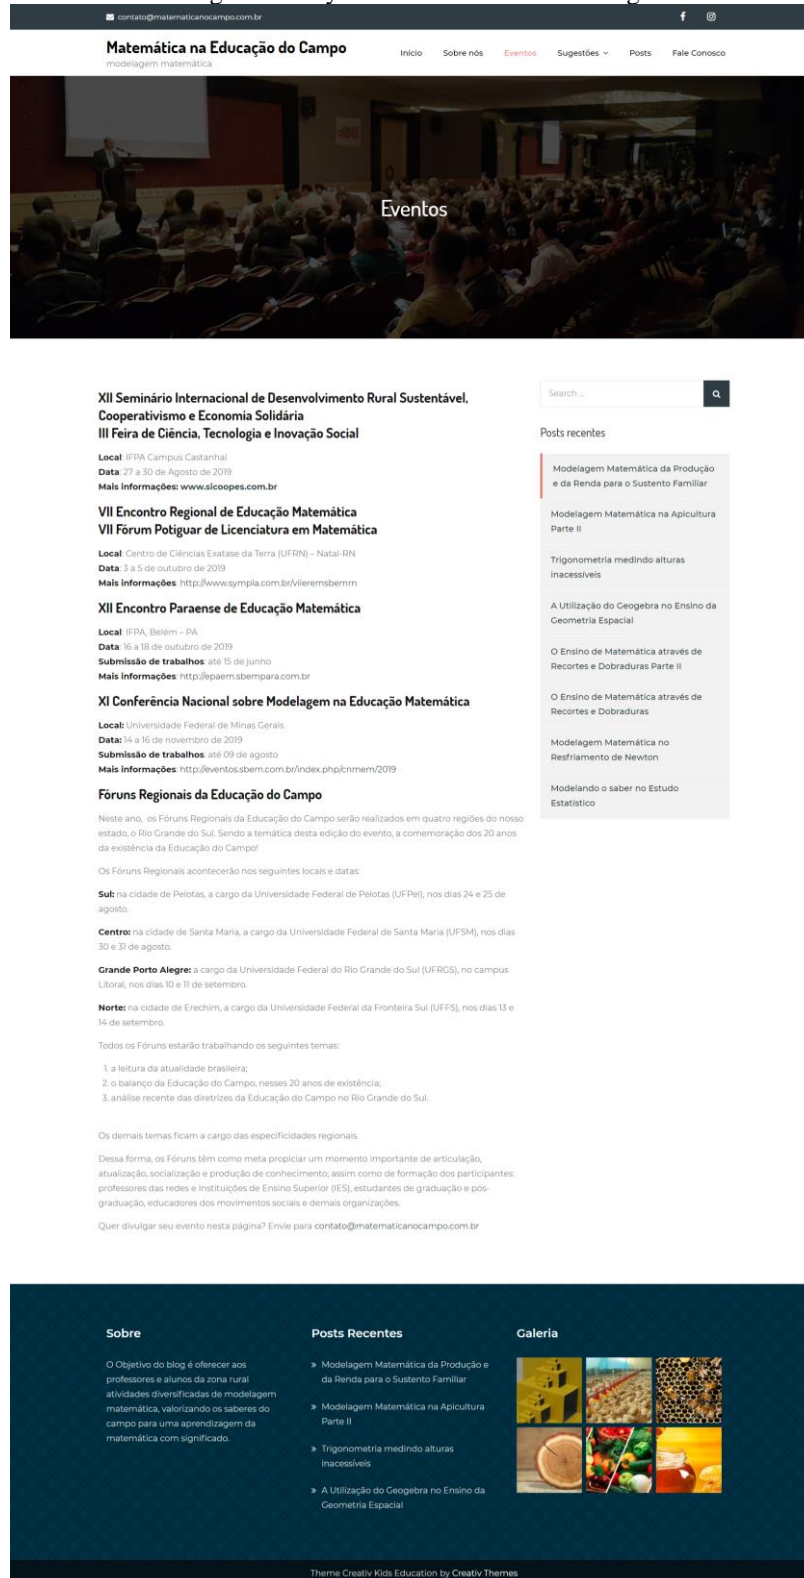 contato@matematicanocampo.com.br
Matemática na Educação do Campo
modelagem matemática
Início Sobre nós Eventos Sugestões Posts Fale Conosco
Eventos
XII Seminário Internacional de Desenvolvimento Rural Sustentável,
Cooperativismo e Economia Solidária
III Feira de Ciência, Tecnologia e Inovação Social
Local: IFPA Campus Castanhal
Data: 27 a 30 de Agosto de 2019
Mais informações: www.sicoopes.com.br
VII Encontro Regional de Educação Matemática
VII Fórum Potiguar de Licenciatura em Matemática
Local: Centro de Ciências Exatase da Terra (UFRN) – Natal-RN
Data: 3 a 5 de outubro de 2019
Mais informações: http://www.sympla.com.br/viieremsbemrn
XII Encontro Paraense de Educação Matemática
Local: IFPA, Belém – PA
Data: 16 a 18 de outubro de 2019
Submissão de trabalhos: até 15 de junho
Mais informações: http://epaem.sbempara.com.br
XI Conferência Nacional sobre Modelagem na Educação Matemática
Local: Universidade Federal de Minas Gerais
Data: 14 a 16 de novembro de 2019
Submissão de trabalhos: até 09 de agosto
Mais informações: http://eventos.sbem.com.br/index.php/cnmem/2019
Fóruns Regionais da Educação do Campo
Neste ano, os Fóruns Regionais da Educação do Campo serão realizados em quatro regiões do nosso
estado, o Rio Grande do Sul. Sendo a temática desta edição do evento, a comemoração dos 20 anos
da existência da Educação do Campo!
Os Fóruns Regionais acontecerão nos seguintes locais e datas:
Sul: na cidade de Pelotas, a cargo da Universidade Federal de Pelotas (UFPel), nos dias 24 e 25 de
agosto.
Centro: na cidade de Santa Maria, a cargo da Universidade Federal de Santa Maria (UFSM), nos dias
30 e 31 de agosto.
Grande Porto Alegre: a cargo da Universidade Federal do Rio Grande do Sul (UFRGS), no campus
Litoral, nos dias 10 e 11 de setembro.
Norte: na cidade de Erechim, a cargo da Universidade Federal da Fronteira Sul (UFFS), nos dias 13 e
14 de setembro.
Todos os Fóruns estarão trabalhando os seguintes temas:
1. a leitura da atualidade brasileira;
2. o balanço da Educação do Campo, nesses 20 anos de existência;
3. análise recente das diretrizes da Educação do Campo no Rio Grande do Sul.
Os demais temas ficam a cargo das especificidades regionais.
Dessa forma, os Fóruns têm como meta propiciar um momento importante de articulação,
atualização, socialização e produção de conhecimento; assim como de formação dos participantes:
professores das redes e Instituições de Ensino Superior (IES), estudantes de graduação e pós-
graduação, educadores dos movimentos sociais e demais organizações.
Quer divulgar seu evento nesta página? Envie para contato@matematicanocampo.com.br
Search ...
Posts recentes
Modelagem Matemática da Produção
e da Renda para o Sustento Familiar
Modelagem Matemática na Apicultura
Parte II
Trigonometria medindo alturas
inacessíveis
A Utilização do Geogebra no Ensino da
Geometria Espacial
O Ensino de Matemática através de
Recortes e Dobraduras Parte II
O Ensino de Matemática através de
Recortes e Dobraduras
Modelagem Matemática no
Resfriamento de Newton
Modelando o saber no Estudo
Estatístico
Sobre
O Objetivo do blog é oferecer aos
professores e alunos da zona rural
atividades diversificadas de modelagem
matemática, valorizando os saberes do
campo para uma aprendizagem da
matemática com significado.
Posts Recentes
» Modelagem Matemática da Produção e
da Renda para o Sustento Familiar
» Modelagem Matemática na Apicultura
Parte II
» Trigonometria medindo alturas
inacessíveis
» A Utilização do Geogebra no Ensino da
Geometria Espacial
Galeria
Theme Creativ Kids Education by Creativ Themes